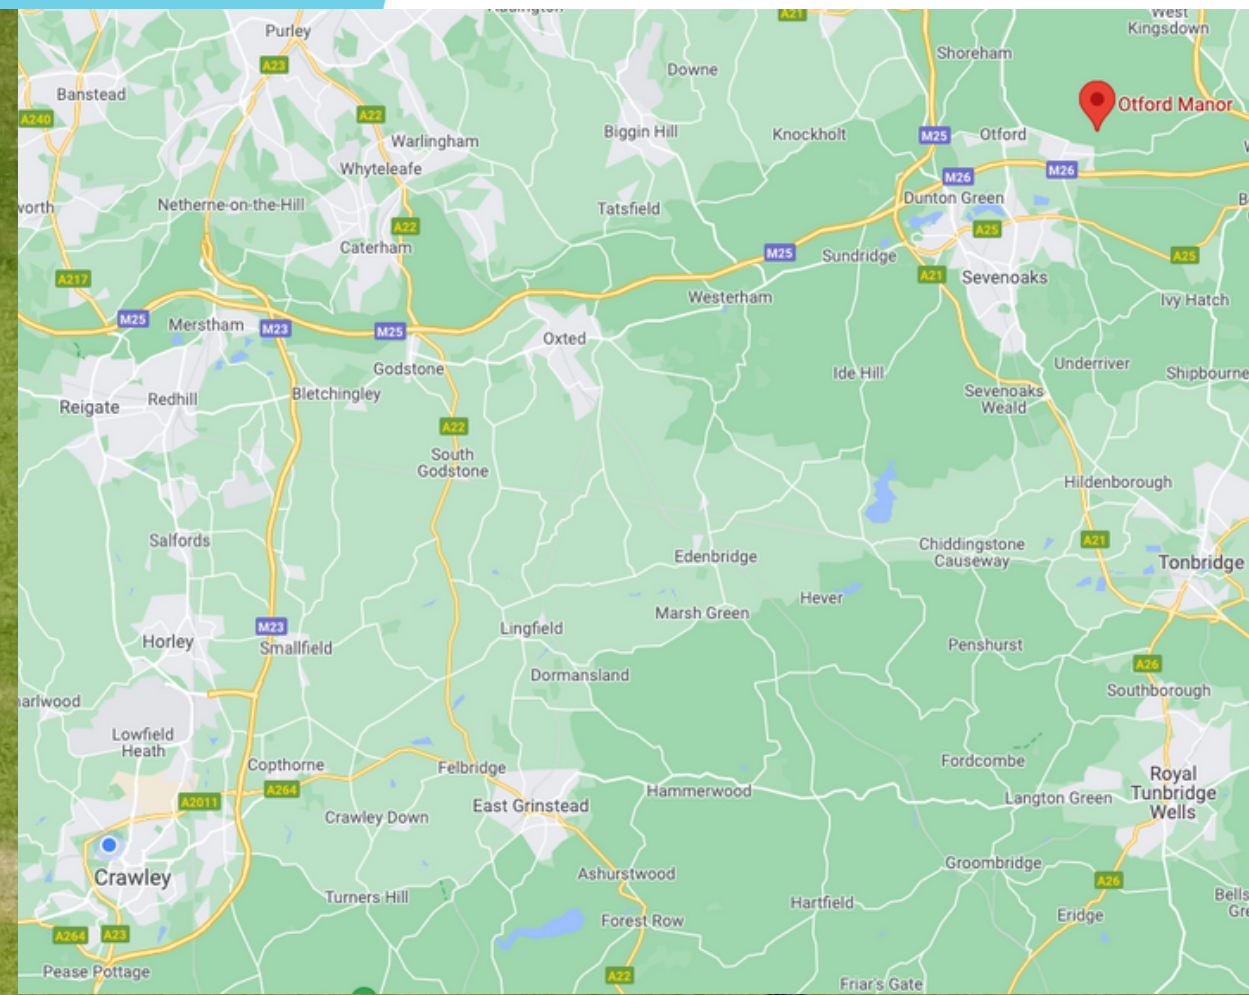 A21
West
Kingsdown
Purley
Shoreham
A23
Downe
Banstead
Otford Manor
A240
A22
Biggin Hill
Knockholt
M25
Otford
Warlingham
Whyteleafe
M26
M26
Dunton Green
Netherne-on-the-Hill
Tatsfield
A22
A25
Caterham
M25
Sundridge
A25
A217
A21
Sevenoaks
Westerham
Ivy Hatch
M25
Merstham
M23
M25
Oxted
Godstone
Underriver
Ide Hill
Shipbourne
Bletchingley
Reigate
Redhill
Sevenoaks
Weald
A22
South
Godstone
Hildenborough
Salfords
A21
Edenbridge
Chiddingstone
Causeway
Tonbridge
Hever
Marsh Green
M23
Lingfield
Horley
Smallfield
Penshurst
A26
Dormansland
Southborough
Lowfield
Heath
Copthorne
Felbridge
Fordcombe
Royal
Tunbridge
Wells
A264
Hammerwood
Langton Green
A2011
East Grinstead
Crawley Down
Groombridge
Crawley
Ashurstwood
A26
Turners Hill
Hartfield
Forest Row
Eridge
A264
A23
Pease Pottage
A22
Friar's Gate